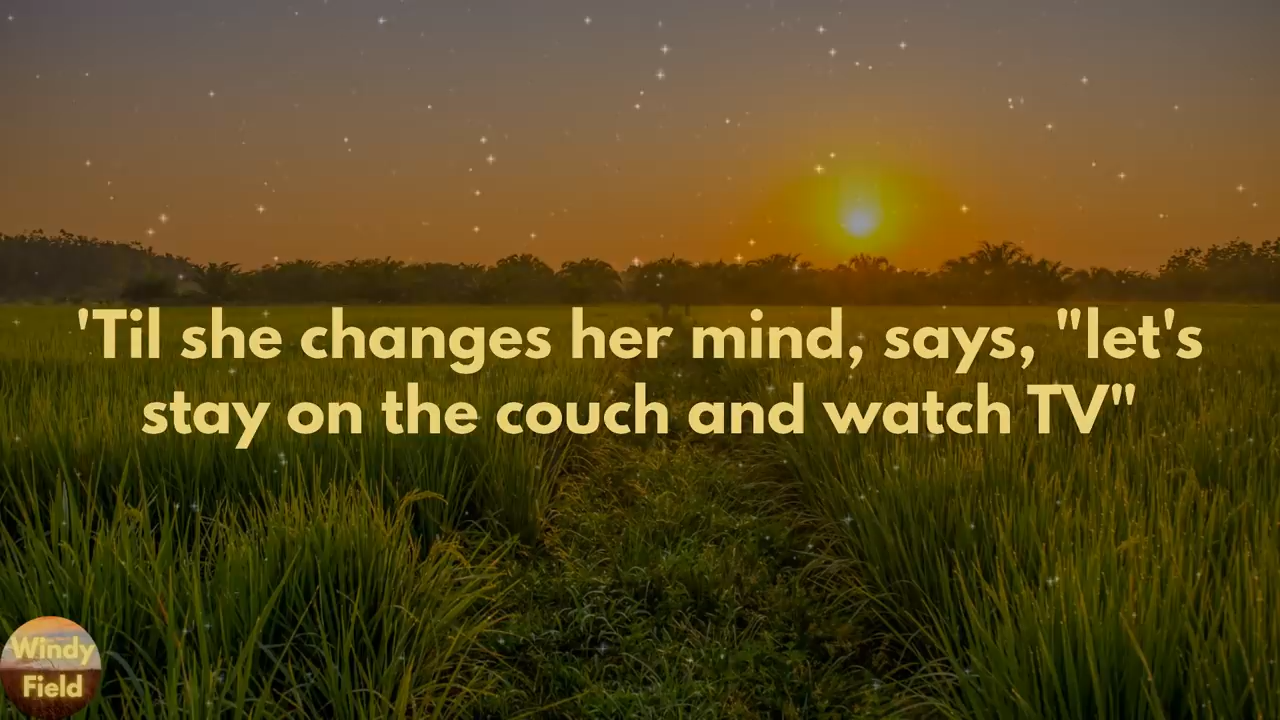 'Til she changes her mind, says, "let's
stay on the couch and watch TV"
Windy
Field